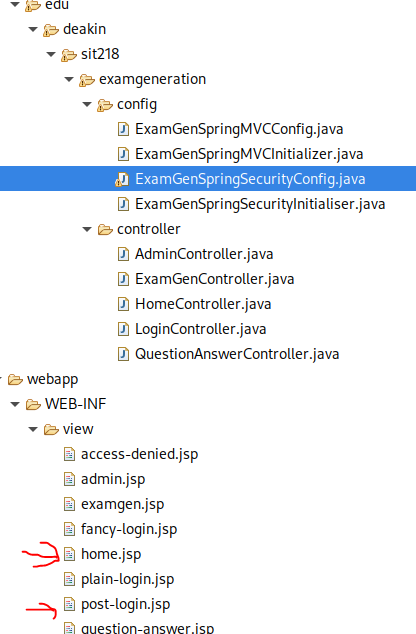 edu
deakin
sit218
examgeneration
config
ExamGenSpringMVCConfig.java
ExamGenSpringMVCInitializer.java
ExamGenSpringSecurityConfig.java
ExamGenSpringSecurityInitialiser.java
controller
AdminController.java
ExamGenController.java
HomeController.java
LoginController.java
QuestionAnswerController.java
webapp
WEB-INF
view
access-denied.jsp
admin.jsp
examgen.jsp
fancy-login.jsp
home.jsp
plain-login.jsp
post-login.jsp
question-answer.jsp